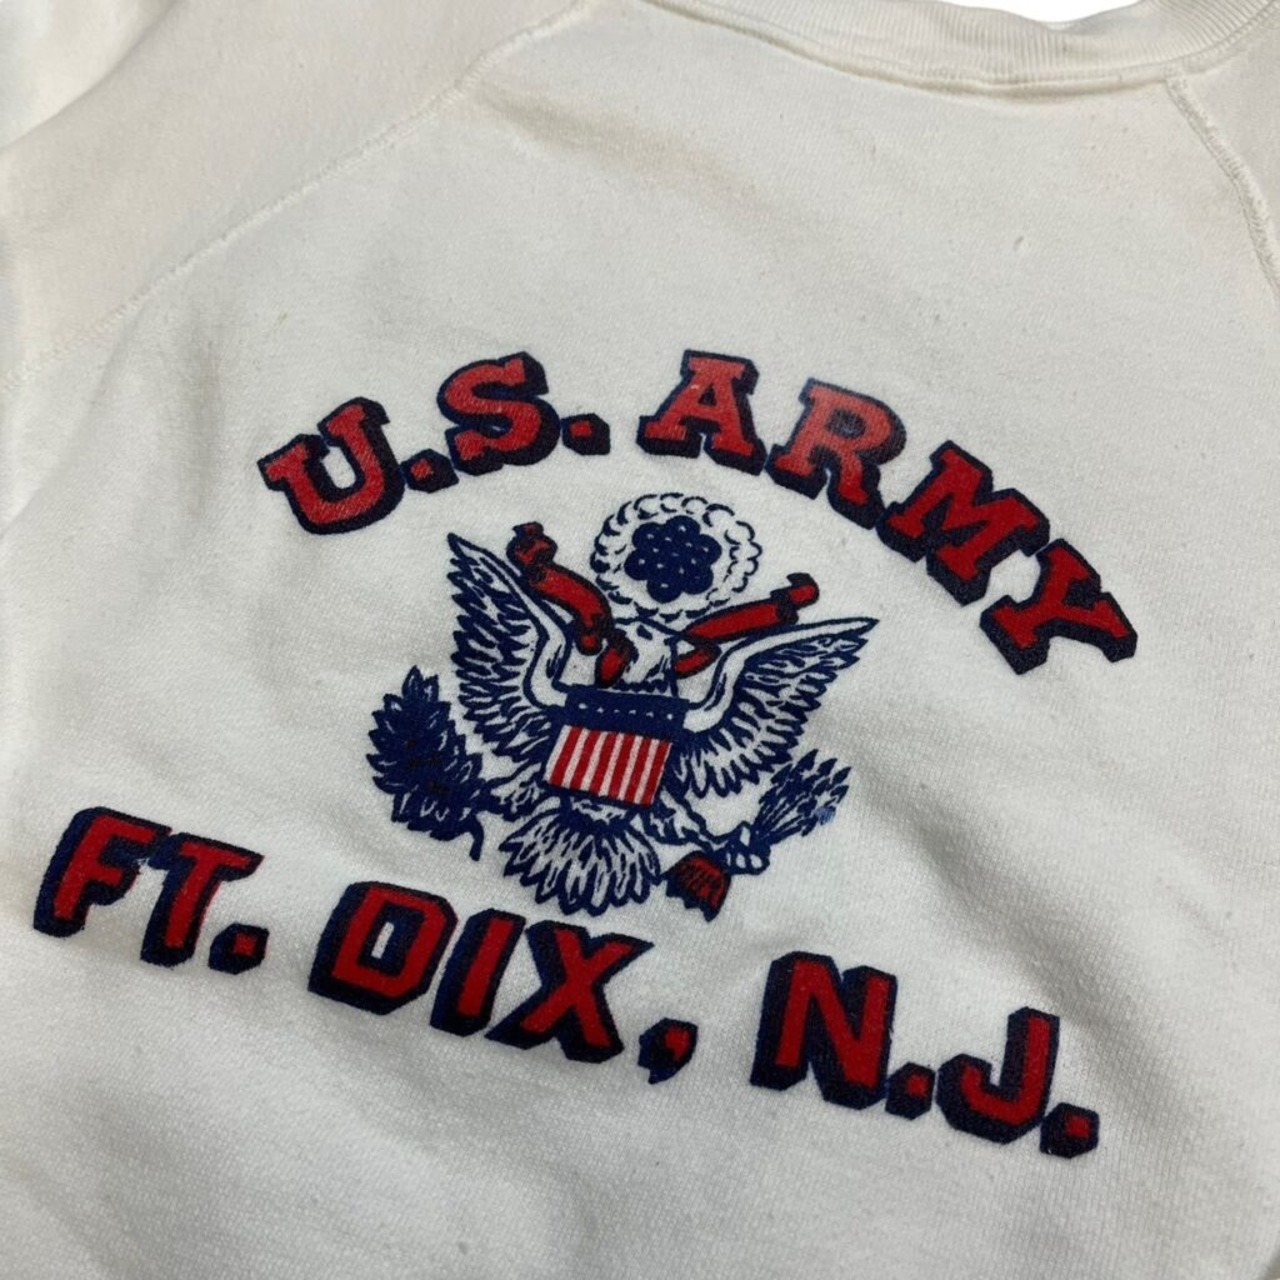 U.S. ARMY
FT. DIX, N.J.